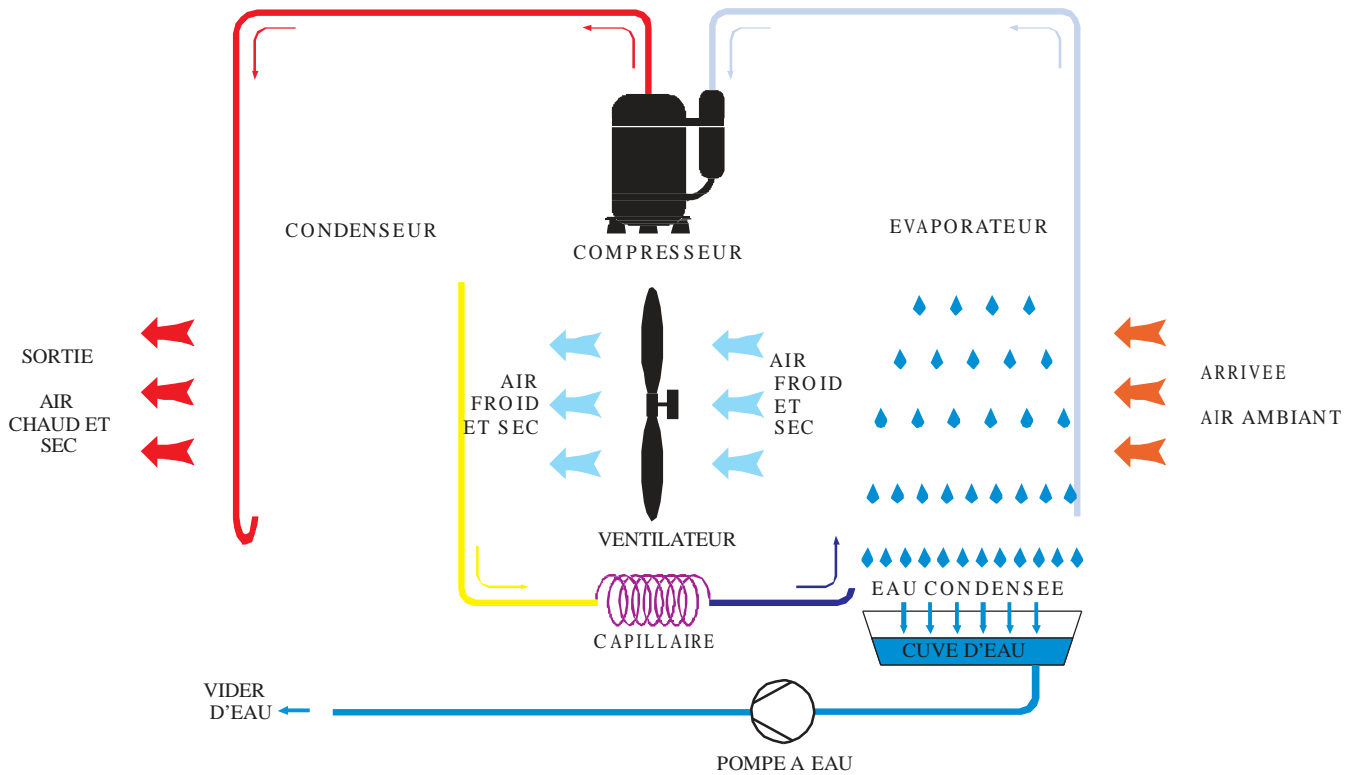 CONDENSEUR
COMPRESSEUR
EVAPORATEUR
SORTIE
AIR
CHAUD ET
SEC
AIR
FROID
ET SEC
AIR
FROID
ET
SEC
ARRIVEE
AIR AMBIANT
VENTILATEUR
EAU CONDENSEE
CAPILLAIRE
CUVE D'EAU
VIDER
D'EAU
POMPE A EAU